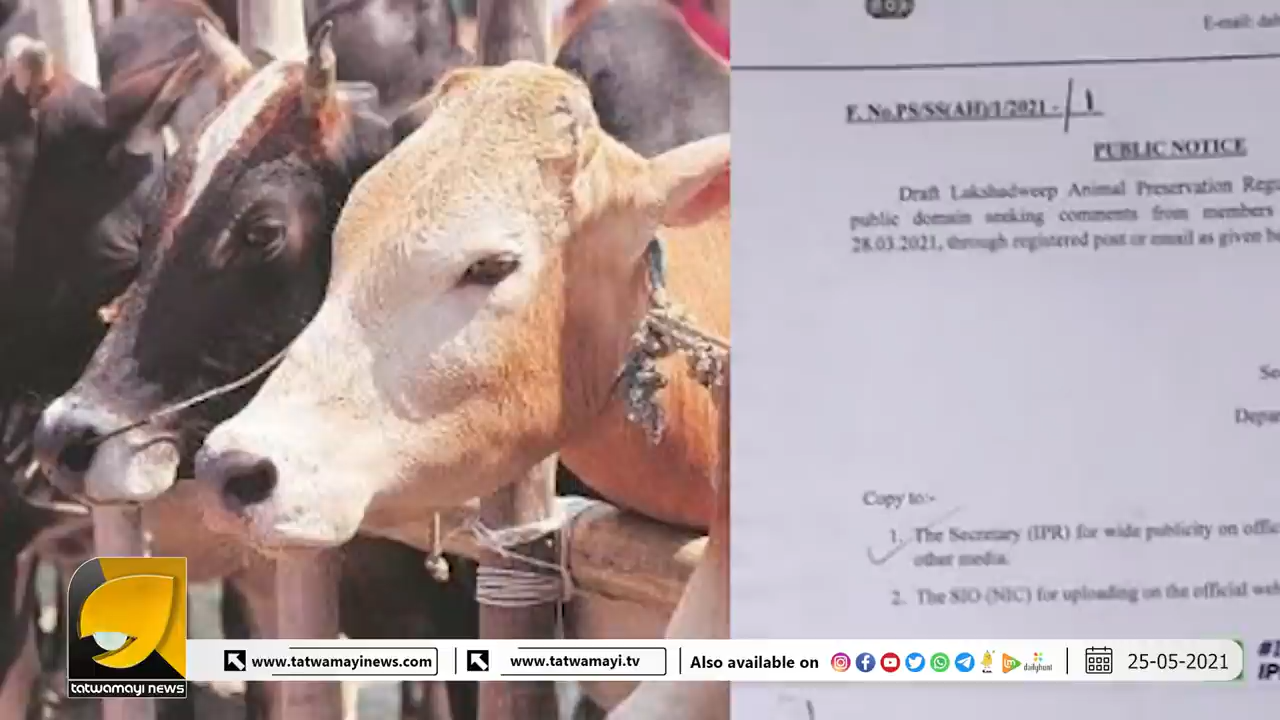 E-mail:
F. No.PS/SS(AH)/1/2021 - 1
PUBLIC NOTICE
Draft Lakshadweep Animal Preservation
public domain seeking comments from members
28.03.2021, through registered post or email as given
Copy to:-
1. The Secretary (IPR) for wide publicity on
other media.
2. The SIO (NIC) for uploading on the official
tatwamayi news
www.tatwamayinews.com
www.tatwamayi.tv
Also available on
dailyhunt
25-05-2021